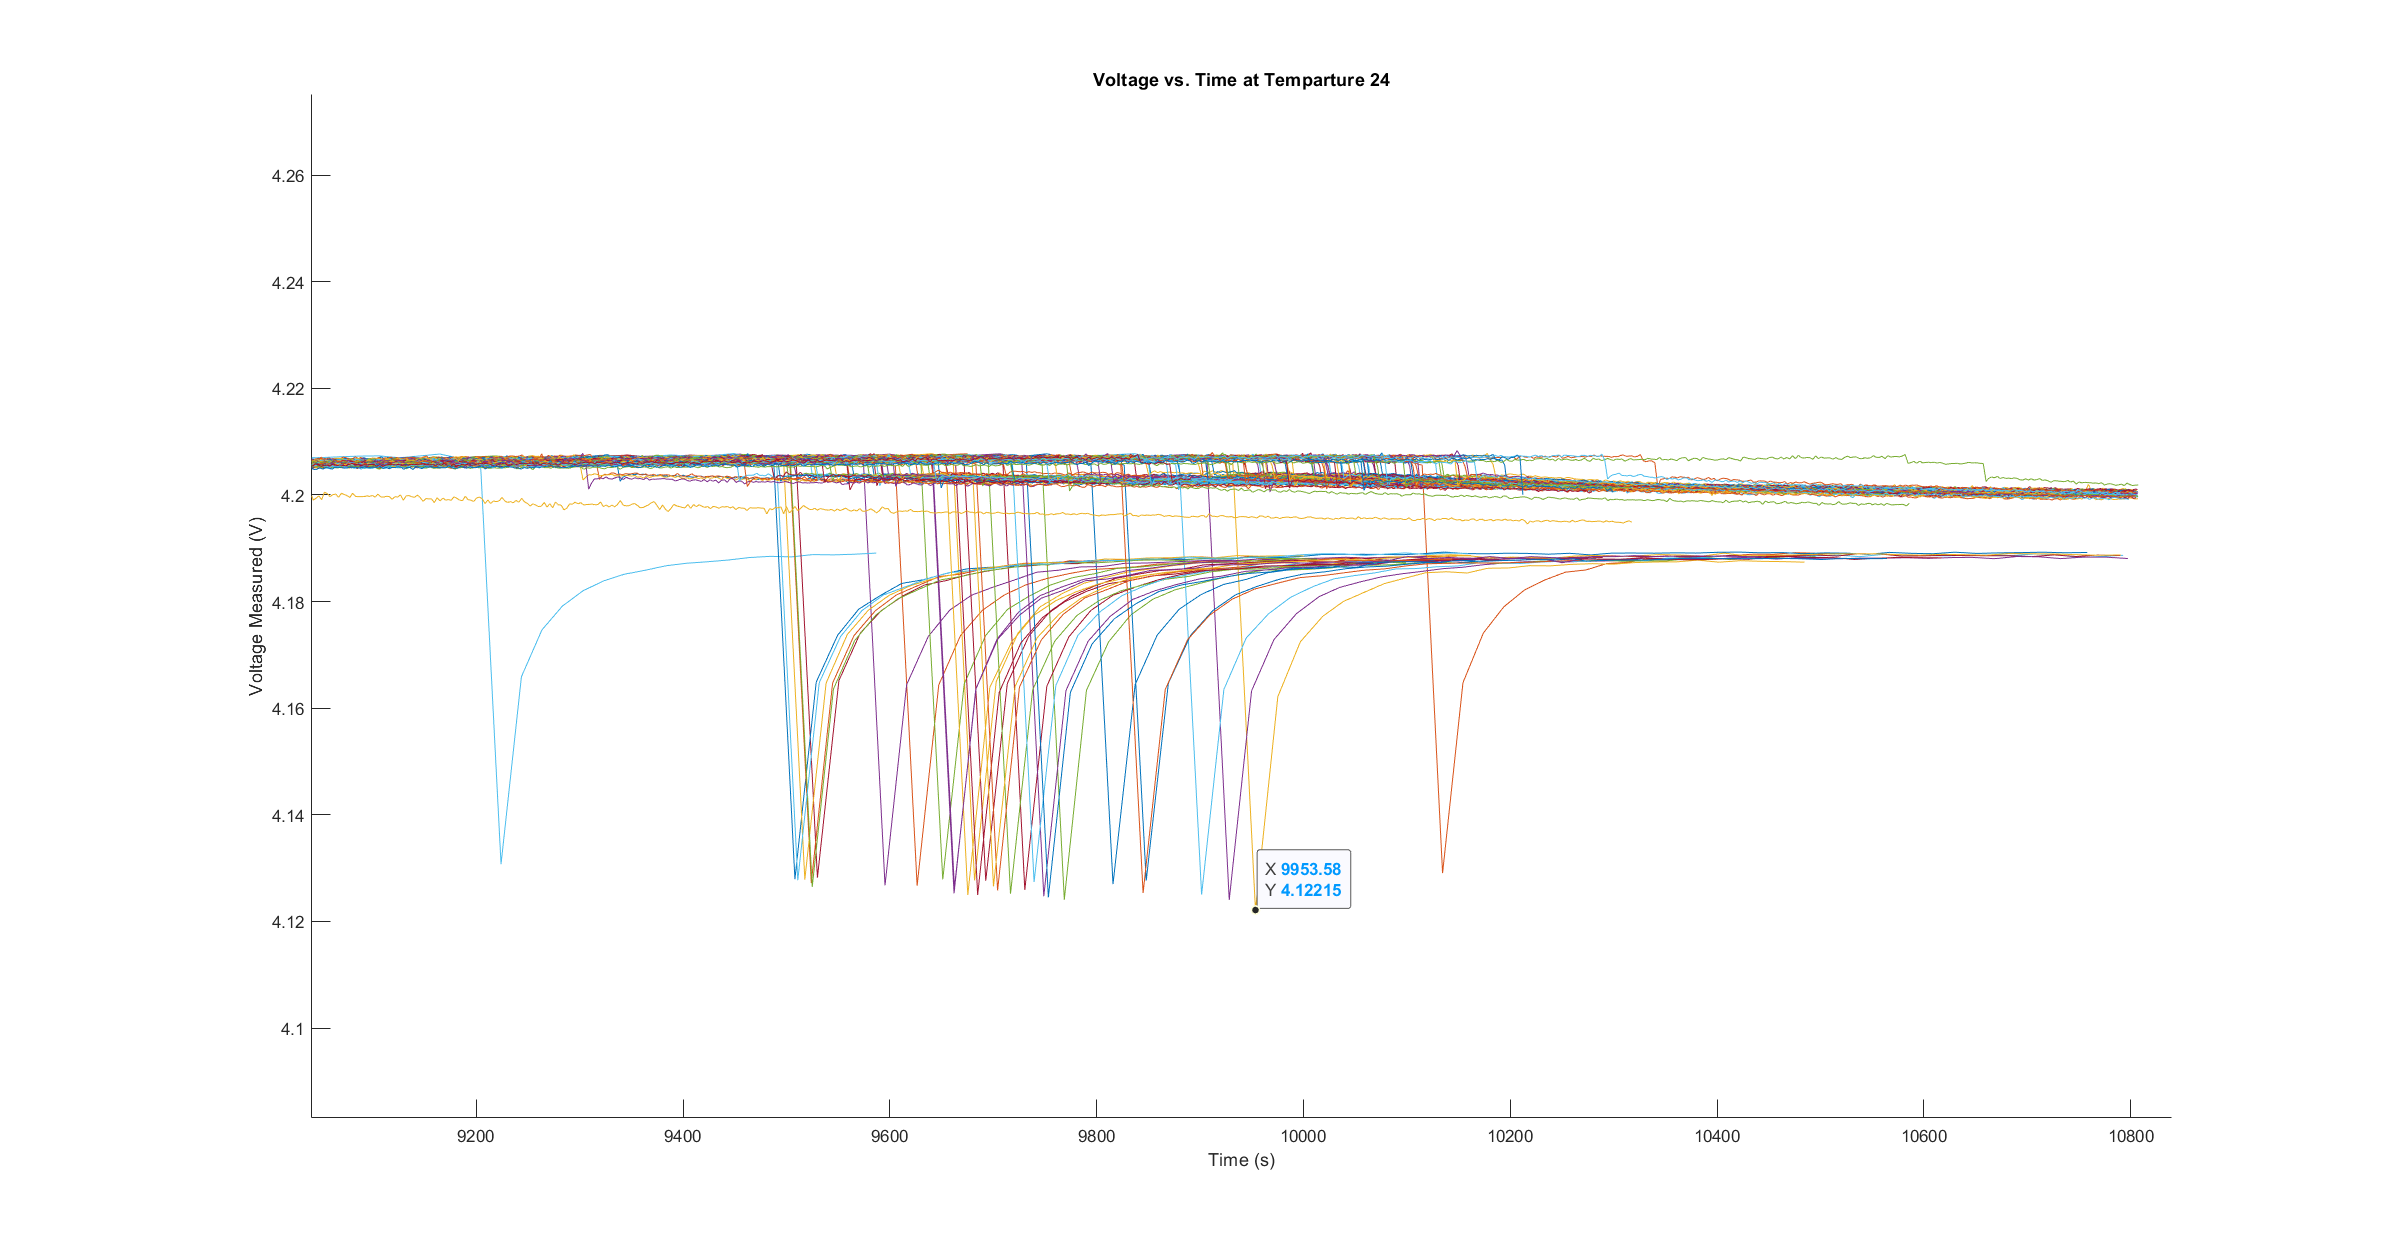 Voltage vs. Time at Temparture 24
4.26
4.24
4.22
4.2
4.18
4.16
4.14
4.12
4.1
Voltage Measured (V)
X 9953.58
Y 4.12215
9200 9400 9600 9800 10000 10200 10400 10600 10800
Time (s)